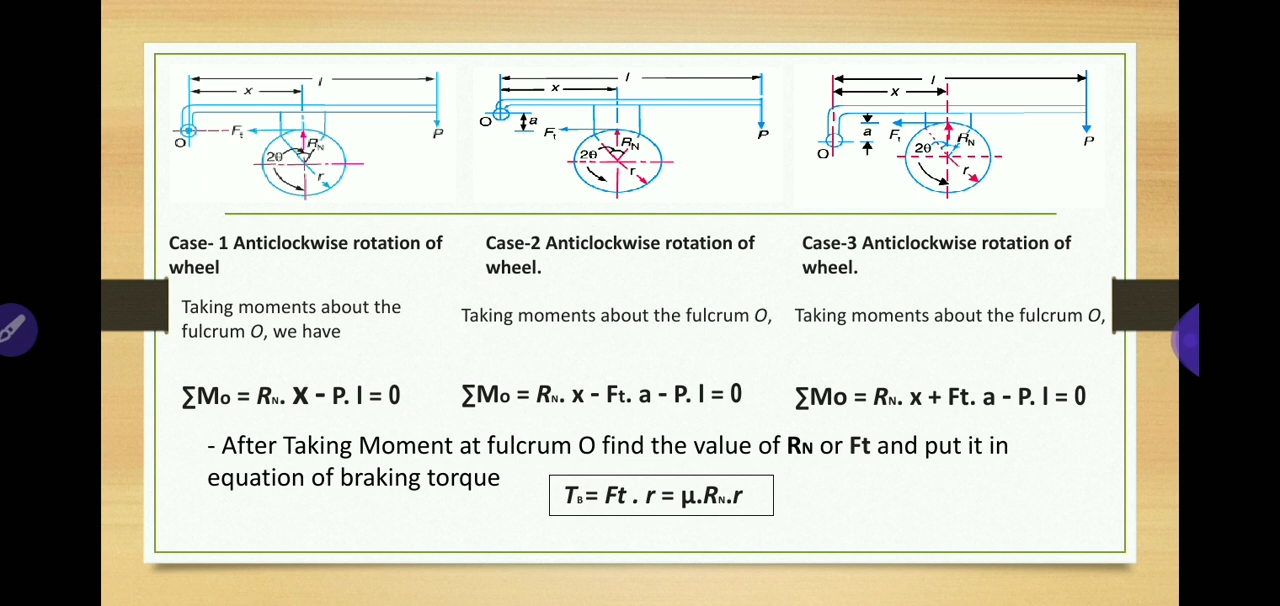 l
x
O
Ft
RN
2θ
r
P
l
x
O
a
Ft
RN
2θ
r
P
l
x
O
a
Ft
RN
2θ
r
P
Case- 1 Anticlockwise rotation of
wheel
Taking moments about the
fulcrum O, we have
∑Mo = RN. X – P. l = 0
Case-2 Anticlockwise rotation of
wheel.
Taking moments about the fulcrum O,
∑Mo = RN. x - Ft. a - P. l = 0
Case-3 Anticlockwise rotation of
wheel.
Taking moments about the fulcrum O,
∑Mo = RN. x + Ft. a - P. l = 0
- After Taking Moment at fulcrum O find the value of RN or Ft and put it in
equation of braking torque
TB= Ft . r = μ.RN.r